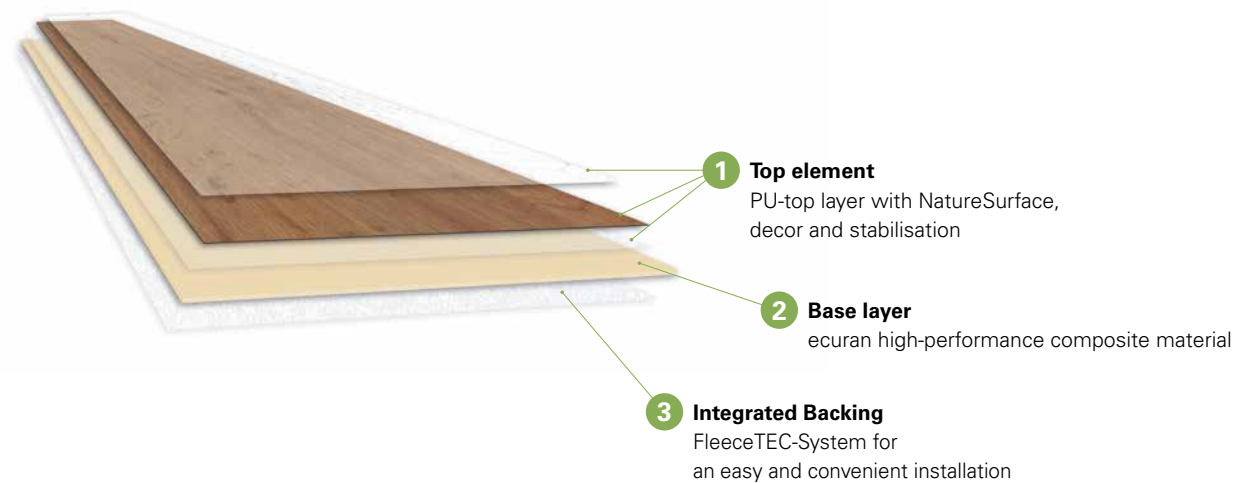 1 Top element
PU-top layer with NatureSurface,
decor and stabilisation
2 Base layer
ecuran high-performance composite material
3 Integrated Backing
FleeceTEC-System for
an easy and convenient installation